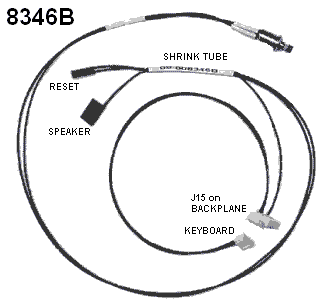 8346B
SHRINK TUBE
RESET
SPEAKER
J15 on
BACKPLANE
KEYBOARD